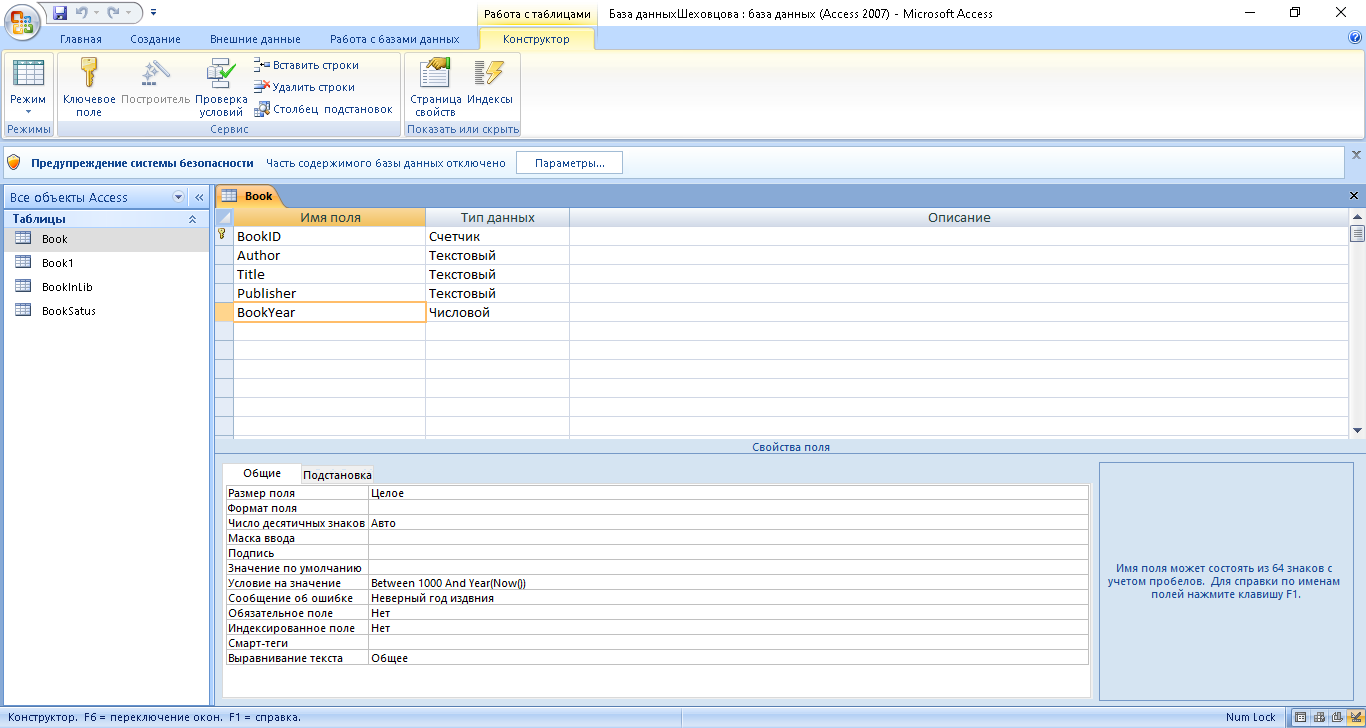 Работа с таблицами
База данныхШеховцова : база данных (Access 2007) - Microsoft Access
Главная Создание Внешние данные Работа с базами данных Конструктор
Режим
Ключевое поле
Построитель
Проверка условий
Вставить строки
Удалить строки
Столбец подстановок
Страница свойств
Индексы
Режимы Сервис Показать или скрыть
Предупреждение системы безопасности Часть содержимого базы данных отключено Параметры...
Все объекты Access
Таблицы
Book
Book1
BookInLib
BookSatus
Book
Имя поля Тип данных Описание
BookID Счетчик
Author Текстовый
Title Текстовый
Publisher Текстовый
BookYear Числовой
Свойства поля
Общие Подстановка
Размер поля Целое
Формат поля
Число десятичных знаков Авто
Маска ввода
Подпись
Значение по умолчанию
Условие на значение Between 1000 And Year(Now())
Сообщение об ошибке Неверный год издвния
Обязательное поле Нет
Индексированное поле Нет
Смарт-теги
Выравнивание текста Общее
Имя поля может состоять из 64 знаков с
учетом пробелов. Для справки по именам
полей нажмите клавишу F1.
Конструктор. F6 = переключение окон. F1 = справка.
Num Lock